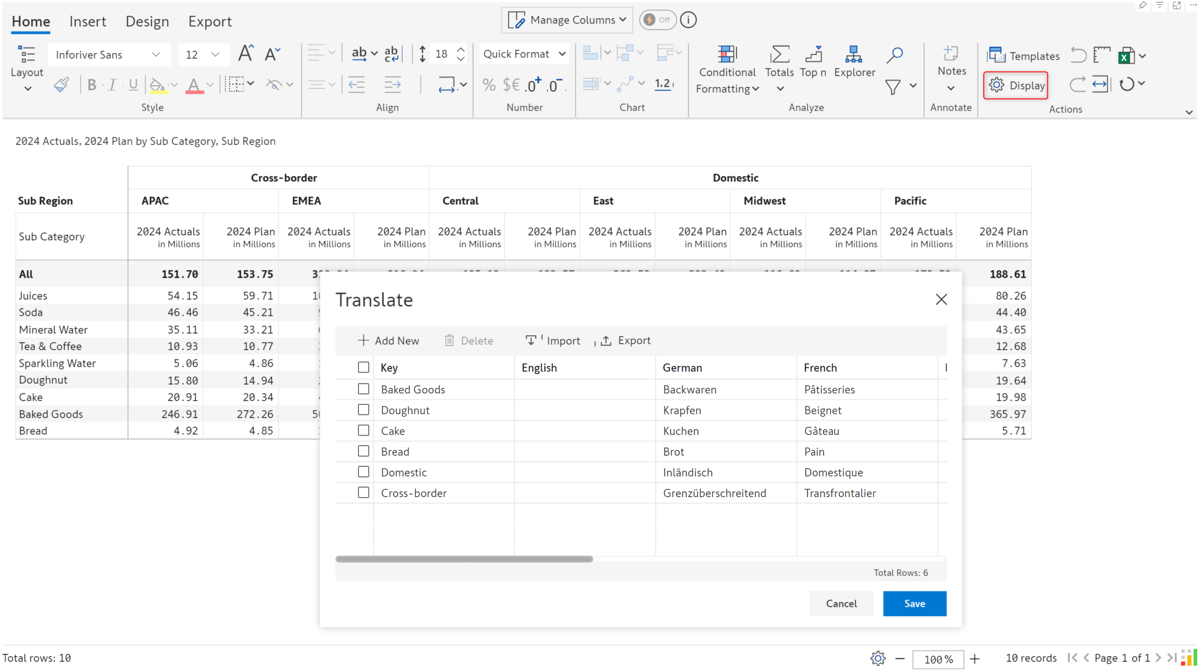 Home Insert Design Export
Manage Columns Off
Inforiver Sans 12 A A ab ab 18 Quick Format
Layout
Conditional Formatting Totals Top n Explorer
Notes
Templates
Display
B I U A % $€ .0+ .0- 1.2
Style Align Number Chart Analyze Annotate Actions
2024 Actuals, 2024 Plan by Sub Category, Sub Region
Cross-border Domestic
Sub Region APAC EMEA Central East Midwest Pacific
Sub Category 2024 Actuals 2024 Plan 2024 Actuals 2024 Plan 2024 Actuals 2024 Plan 2024 Actuals 2024 Plan 2024 Actuals 2024 Plan 2024 Actuals 2024 Plan
in Millions in Millions in Millions in Millions in Millions in Millions in Millions in Millions in Millions in Millions in Millions in Millions
All 151.70 153.75 188.61
Juices 54.15 59.71 80.26
Soda 46.46 45.21 44.40
Mineral Water 35.11 33.21 43.65
Tea & Coffee 10.93 10.77 12.68
Sparkling Water 5.06 4.86 7.63
Doughnut 15.80 14.94 19.64
Cake 20.91 20.34 19.98
Baked Goods 246.91 272.26 365.97
Bread 4.92 4.85 5.71
Translate
Add New Delete Import Export
Key English German French
Baked Goods Backwaren Pâtisseries
Doughnut Krapfen Beignet
Cake Kuchen Gâteau
Bread Brot Pain
Domestic Inländisch Domestique
Cross-border Grenzüberschreitend Transfrontalier
Total Rows: 6
Cancel Save
Total rows: 10 100 % 10 records Page 1 of 1